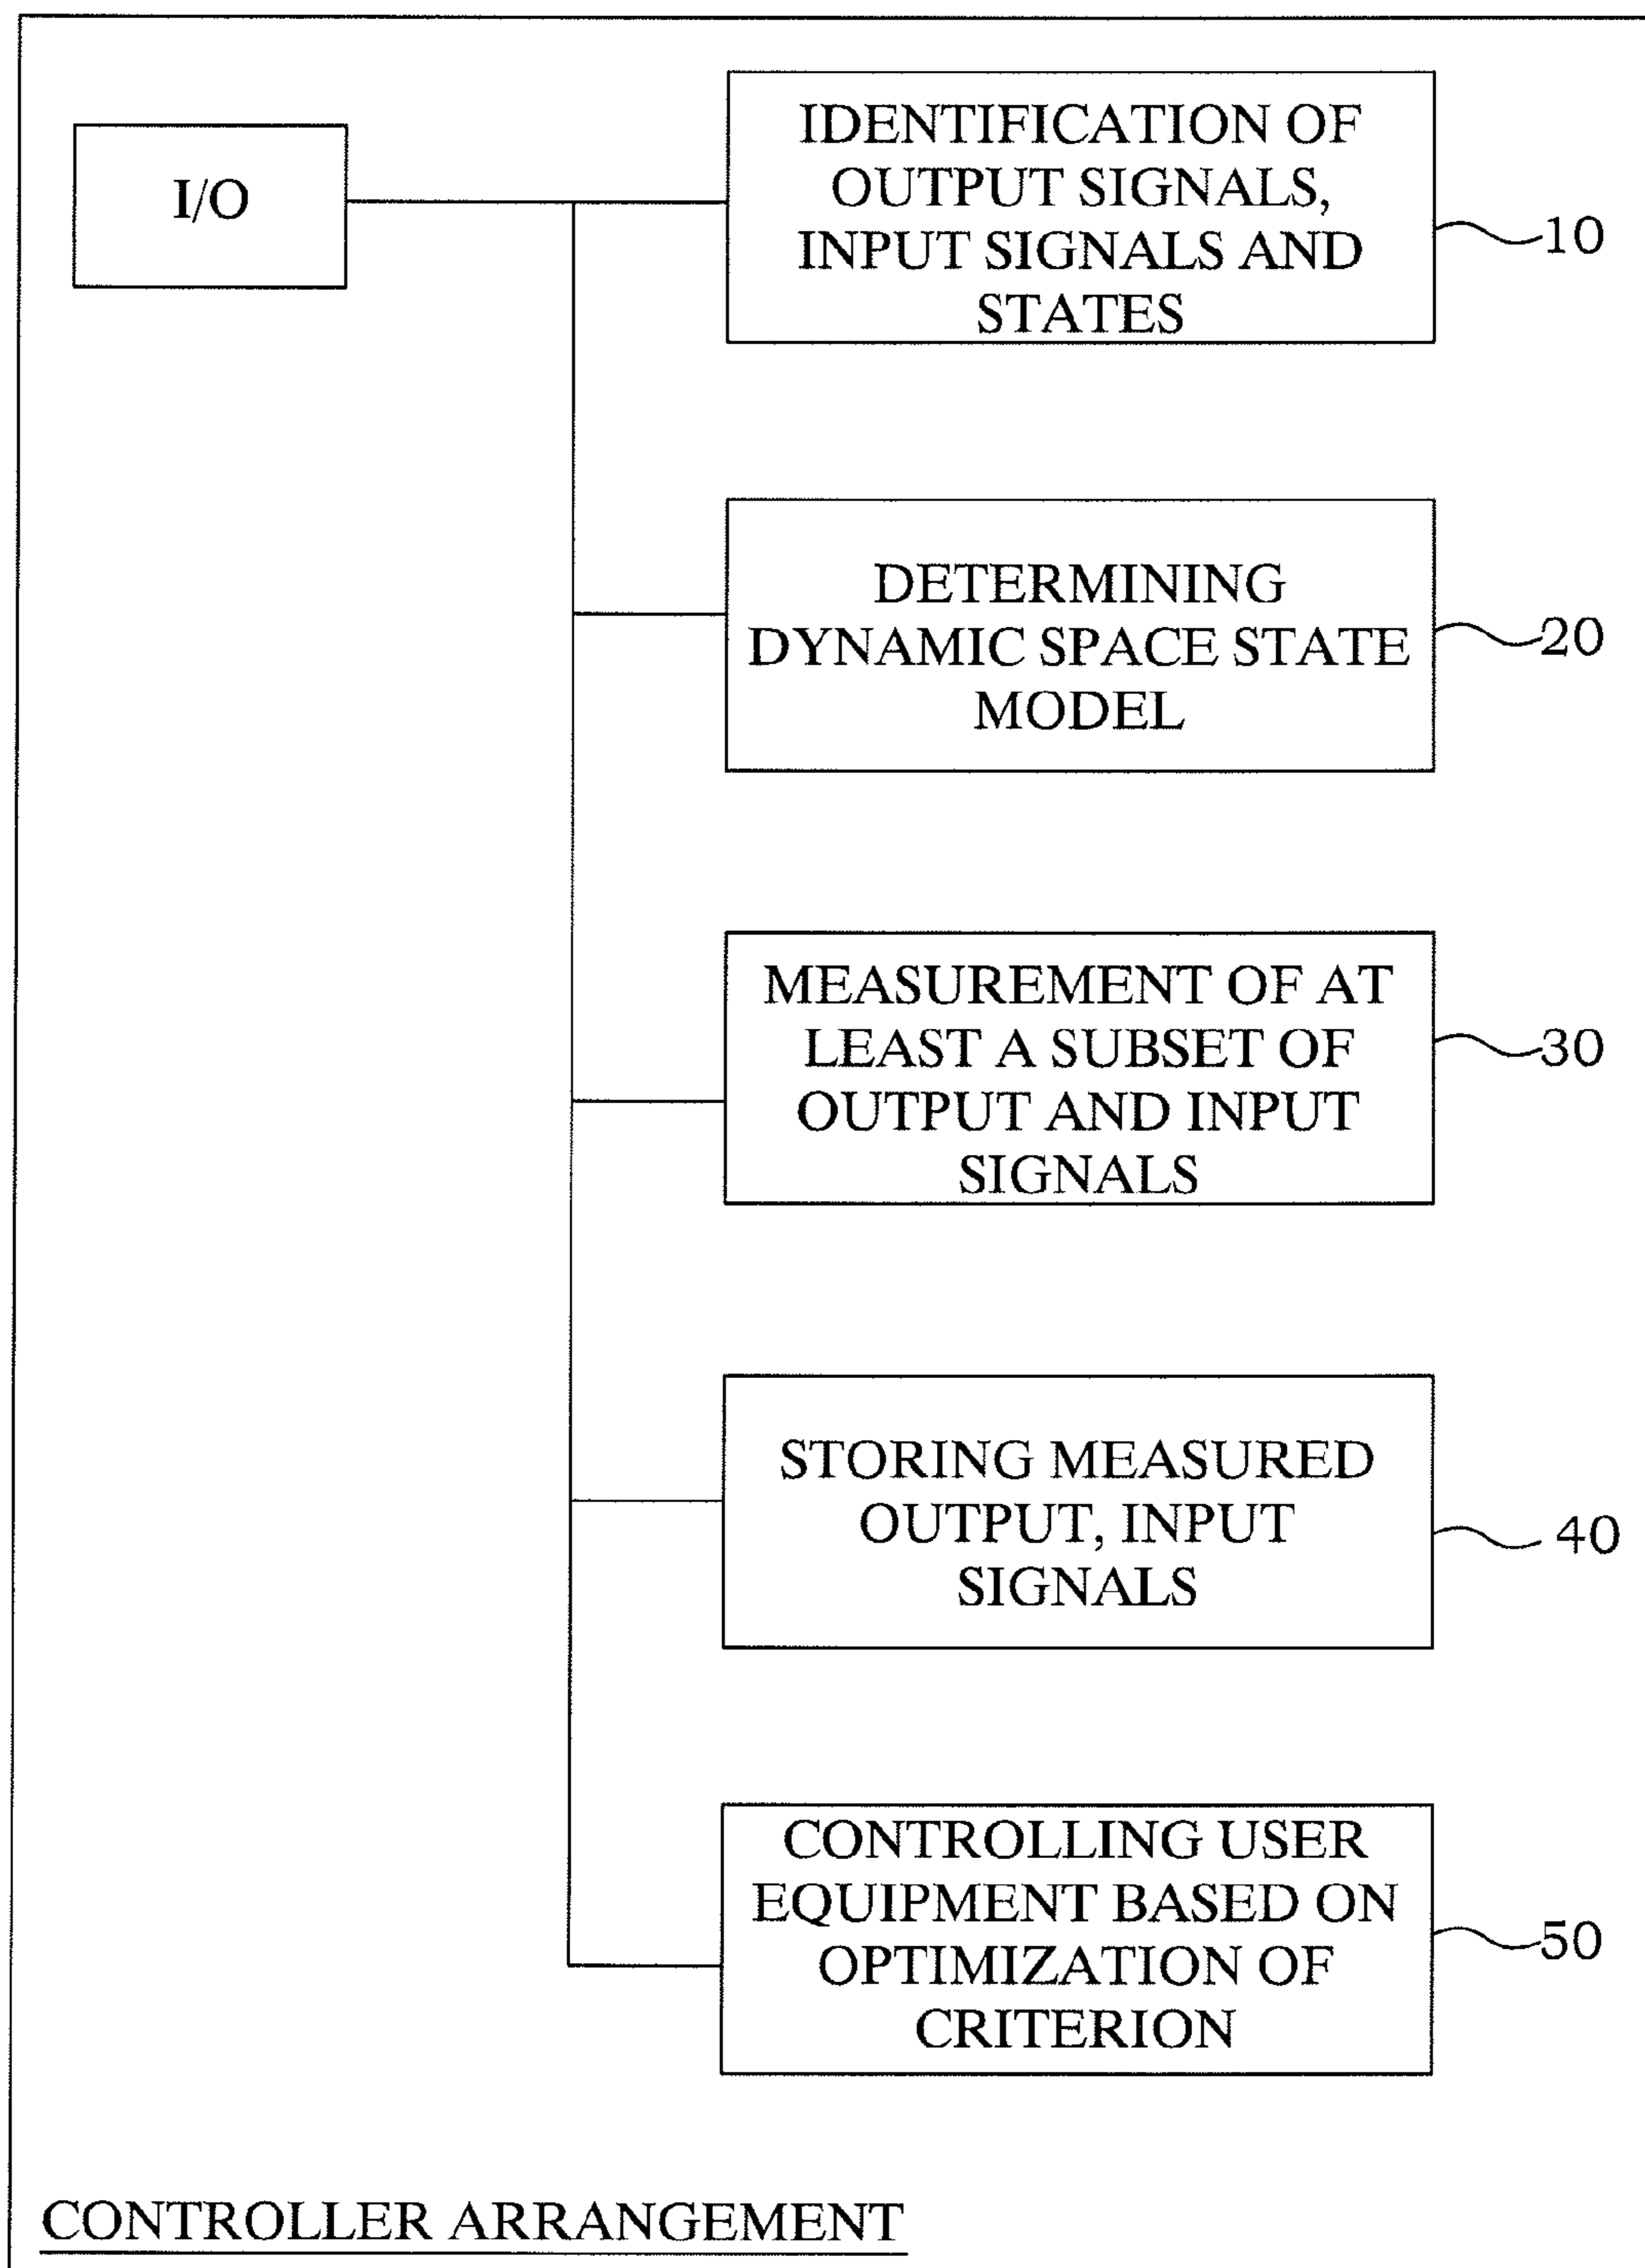 I/O
IDENTIFICATION OF
OUTPUT SIGNALS,
INPUT SIGNALS AND
STATES
10
DETERMINING
DYNAMIC SPACE STATE
MODEL
20
MEASUREMENT OF AT
LEAST A SUBSET OF
OUTPUT AND INPUT
SIGNALS
30
STORING MEASURED
OUTPUT, INPUT
SIGNALS
40
CONTROLLING USER
EQUIPMENT BASED ON
OPTIMIZATION OF
CRITERION
50
CONTROLLER ARRANGEMENT